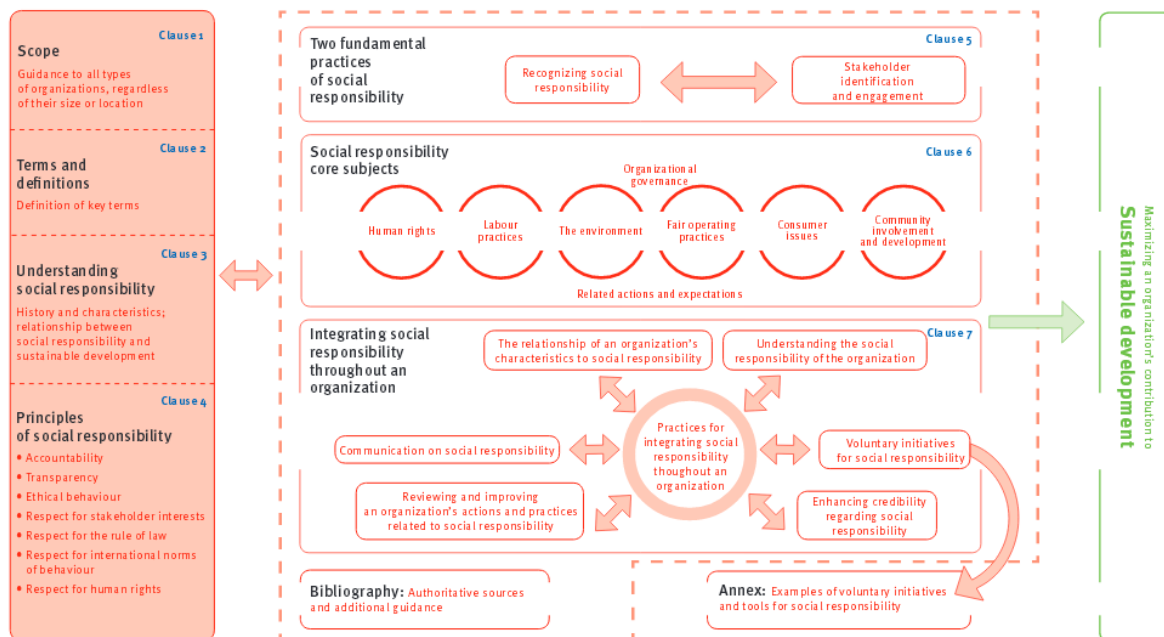 Clause 1
Scope
Guidance to all types
of organizations, regardless
of their size or location
Clause 2
Terms and
definitions
Definition of key terms
Clause 3
Understanding
social responsibility
History and characteristics;
relationship between
social responsibility and
sustainable development
Clause 4
Principles
of social responsibility
• Accountability
• Transparency
• Ethical behaviour
• Respect for stakeholder interests
• Respect for the rule of law
• Respect for international norms
of behaviour
• Respect for human rights
Two fundamental
practices
of social
responsibility
Clause 5
Recognizing social
responsibility
Stakeholder
identification
and engagement
Social responsibility
core subjects
Clause 6
Organizational
governance
Human rights
Labour
practices
The environment
Fair operating
practices
Consumer
issues
Community
involvement
and development
Related actions and expectations
Integrating social
responsibility
throughout an
organization
Clause 7
The relationship of an organization's
characteristics to social responsibility
Understanding the social
responsibility of the organization
Practices for
integrating social
responsibility
thoughout an
organization
Communication on social responsibility
Voluntary initiatives
for social responsibility
Reviewing and improving
an organization's actions and practices
related to social responsibility
Enhancing credibility
regarding social
responsibility
Bibliography: Authoritative sources
and additional guidance
Annex: Examples of voluntary initiatives
and tools for social responsibility
Maximizing an organization's contribution to
Sustainable development